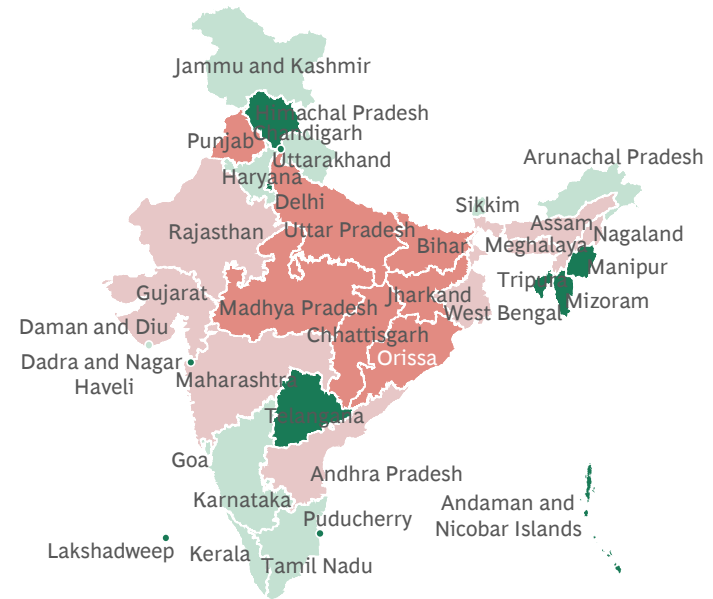 Jammu and Kashmir
Himachal Pradesh
Chandigarh
Punjab
Uttarakhand
Haryana
Delhi
Arunachal Pradesh
Sikkim
Assam
Nagaland
Meghalaya
Manipur
Tripura
Mizoram
Rajasthan
Uttar Pradesh
Bihar
Gujarat
Madhya Pradesh
Jharkand
West Bengal
Daman and Diu
Chhattisgarh
Orissa
Dadra and Nagar
Haveli
Maharashtra
Telangana
Goa
Andhra Pradesh
Karnataka
Andaman and
Nicobar Islands
Puducherry
Lakshadweep
Kerala
Tamil Nadu